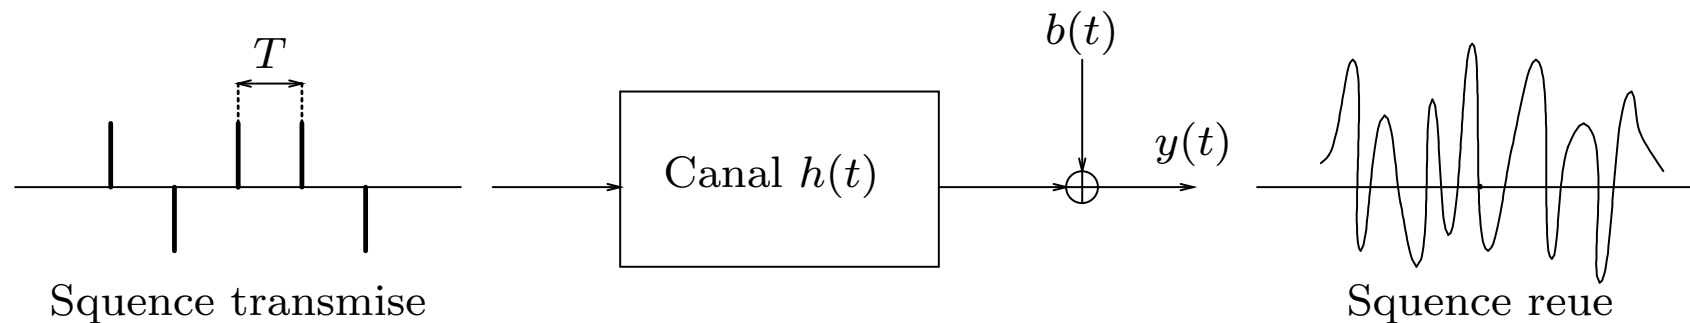 T
b(t)
y(t)
Canal h(t)
Squence transmise
Squence reue